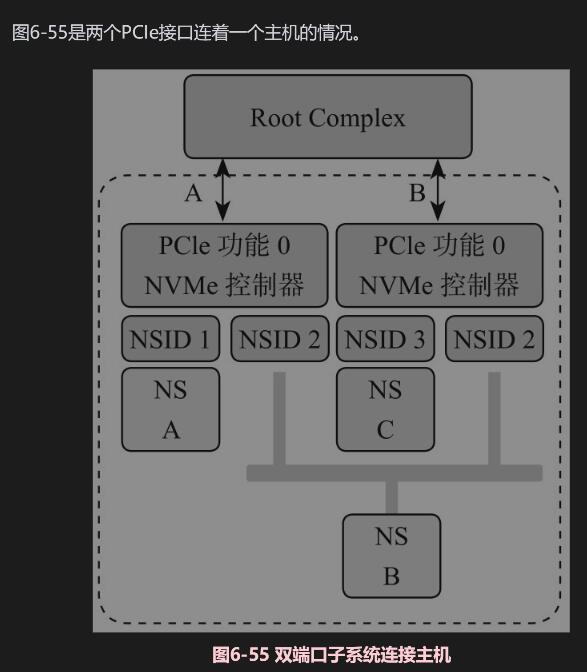 图6-55是两个PCIe接口连着一个主机的情况。
Root Complex
A
B
PCle 功能 0
NVMe 控制器
PCle 功能 0
NVMe 控制器
NSID 1
NSID 2
NSID 3
NSID 2
NS
A
NS
C
NS
B
图6-55 双端口子系统连接主机